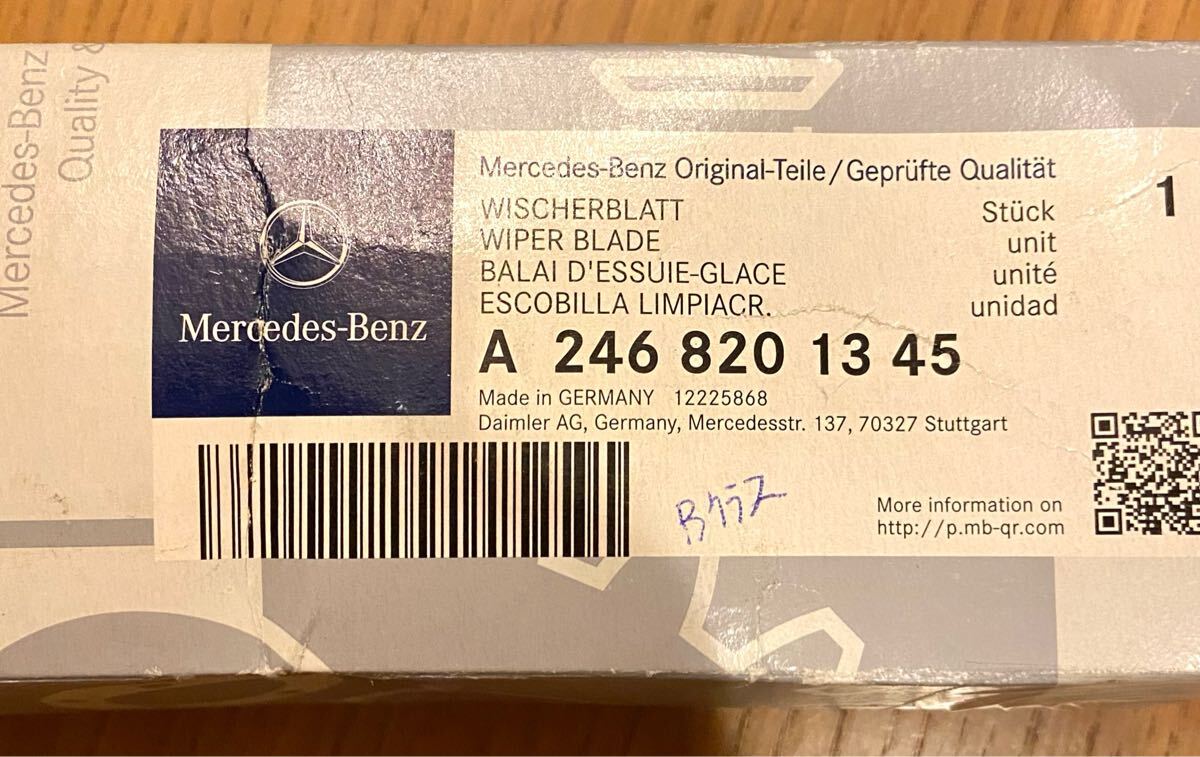 Mercedes-Benz
Quality &
Mercedes-Benz
Mercedes-Benz Original-Teile/Geprüfte Qualität
WISCHERBLATT Stück 1
WIPER BLADE unit
BALAI D'ESSUIE-GLACE unité
ESCOBILLA LIMPIACR. unidad
A 246 820 13 45
Made in GERMANY 12225868
Daimler AG, Germany, Mercedesstr. 137, 70327 Stuttgart
More information on
http://p.mb-qr.com